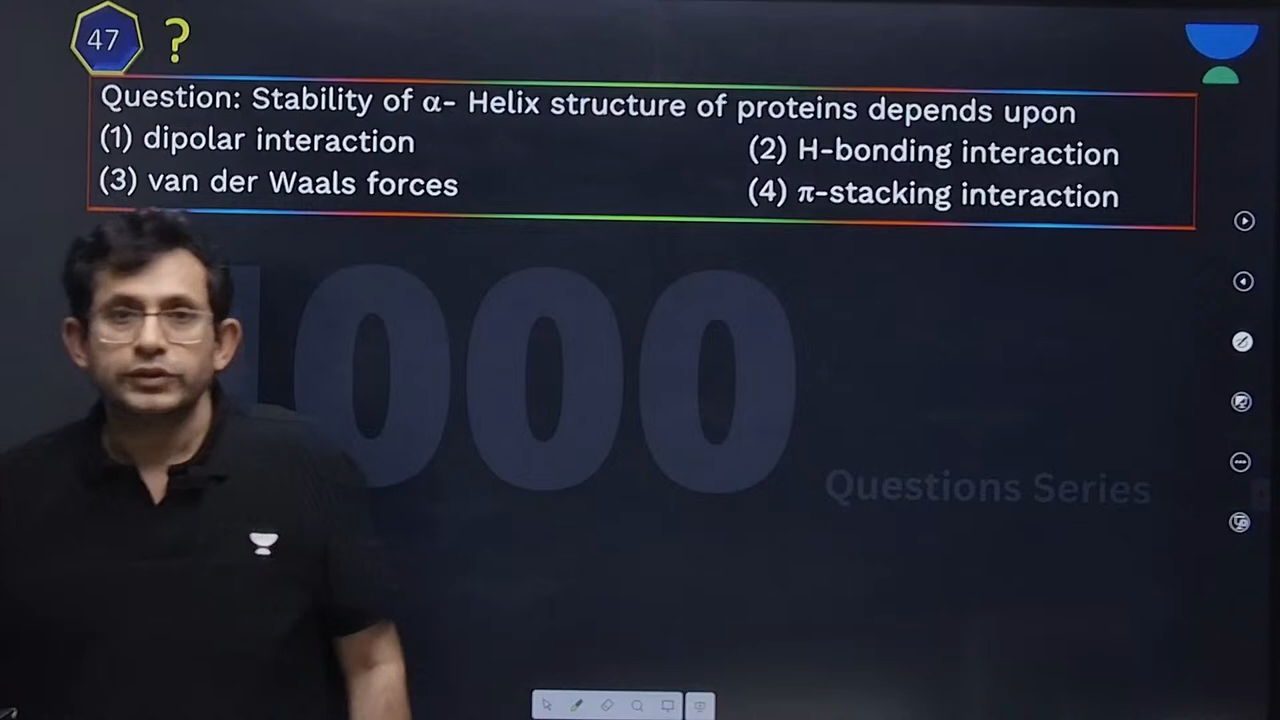 47 ?
Question: Stability of α- Helix structure of proteins depends upon
(1) dipolar interaction (2) H-bonding interaction
(3) van der Waals forces (4) π-stacking interaction
1000
Questions Series